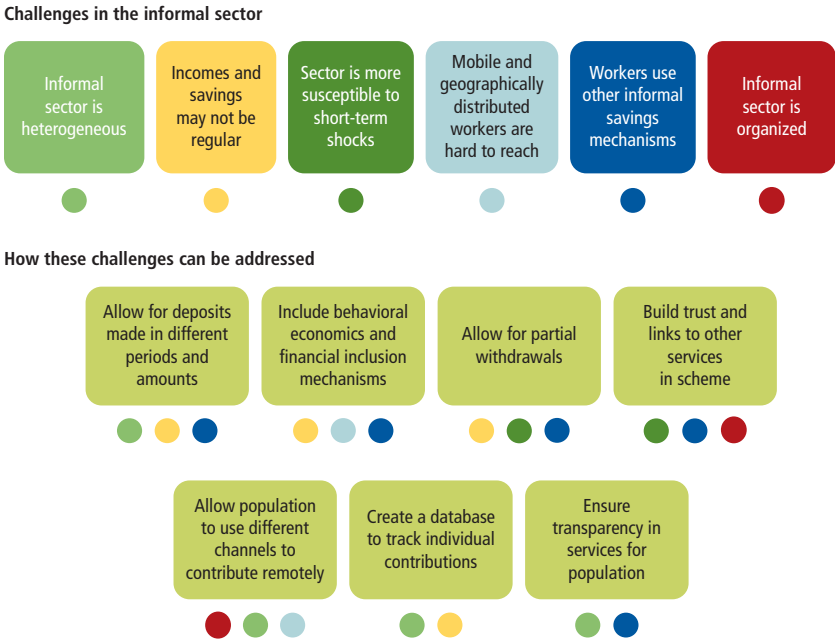 Challenges in the informal sector
Informal
sector is
heterogeneous
Incomes and
savings
may not be
regular
Sector is more
susceptible to
short-term
shocks
Mobile and
geographically
distributed
workers are
hard to reach
Workers use
other informal
savings
mechanisms
Informal
sector is
organized
How these challenges can be addressed
Allow for deposits
made in different
periods and
amounts
Include behavioral
economics and
financial inclusion
mechanisms
Allow for partial
withdrawals
Build trust and
links to other
services
in scheme
Allow population
to use different
channels to
contribute remotely
Create a database
to track individual
contributions
Ensure
transparency in
services for
population